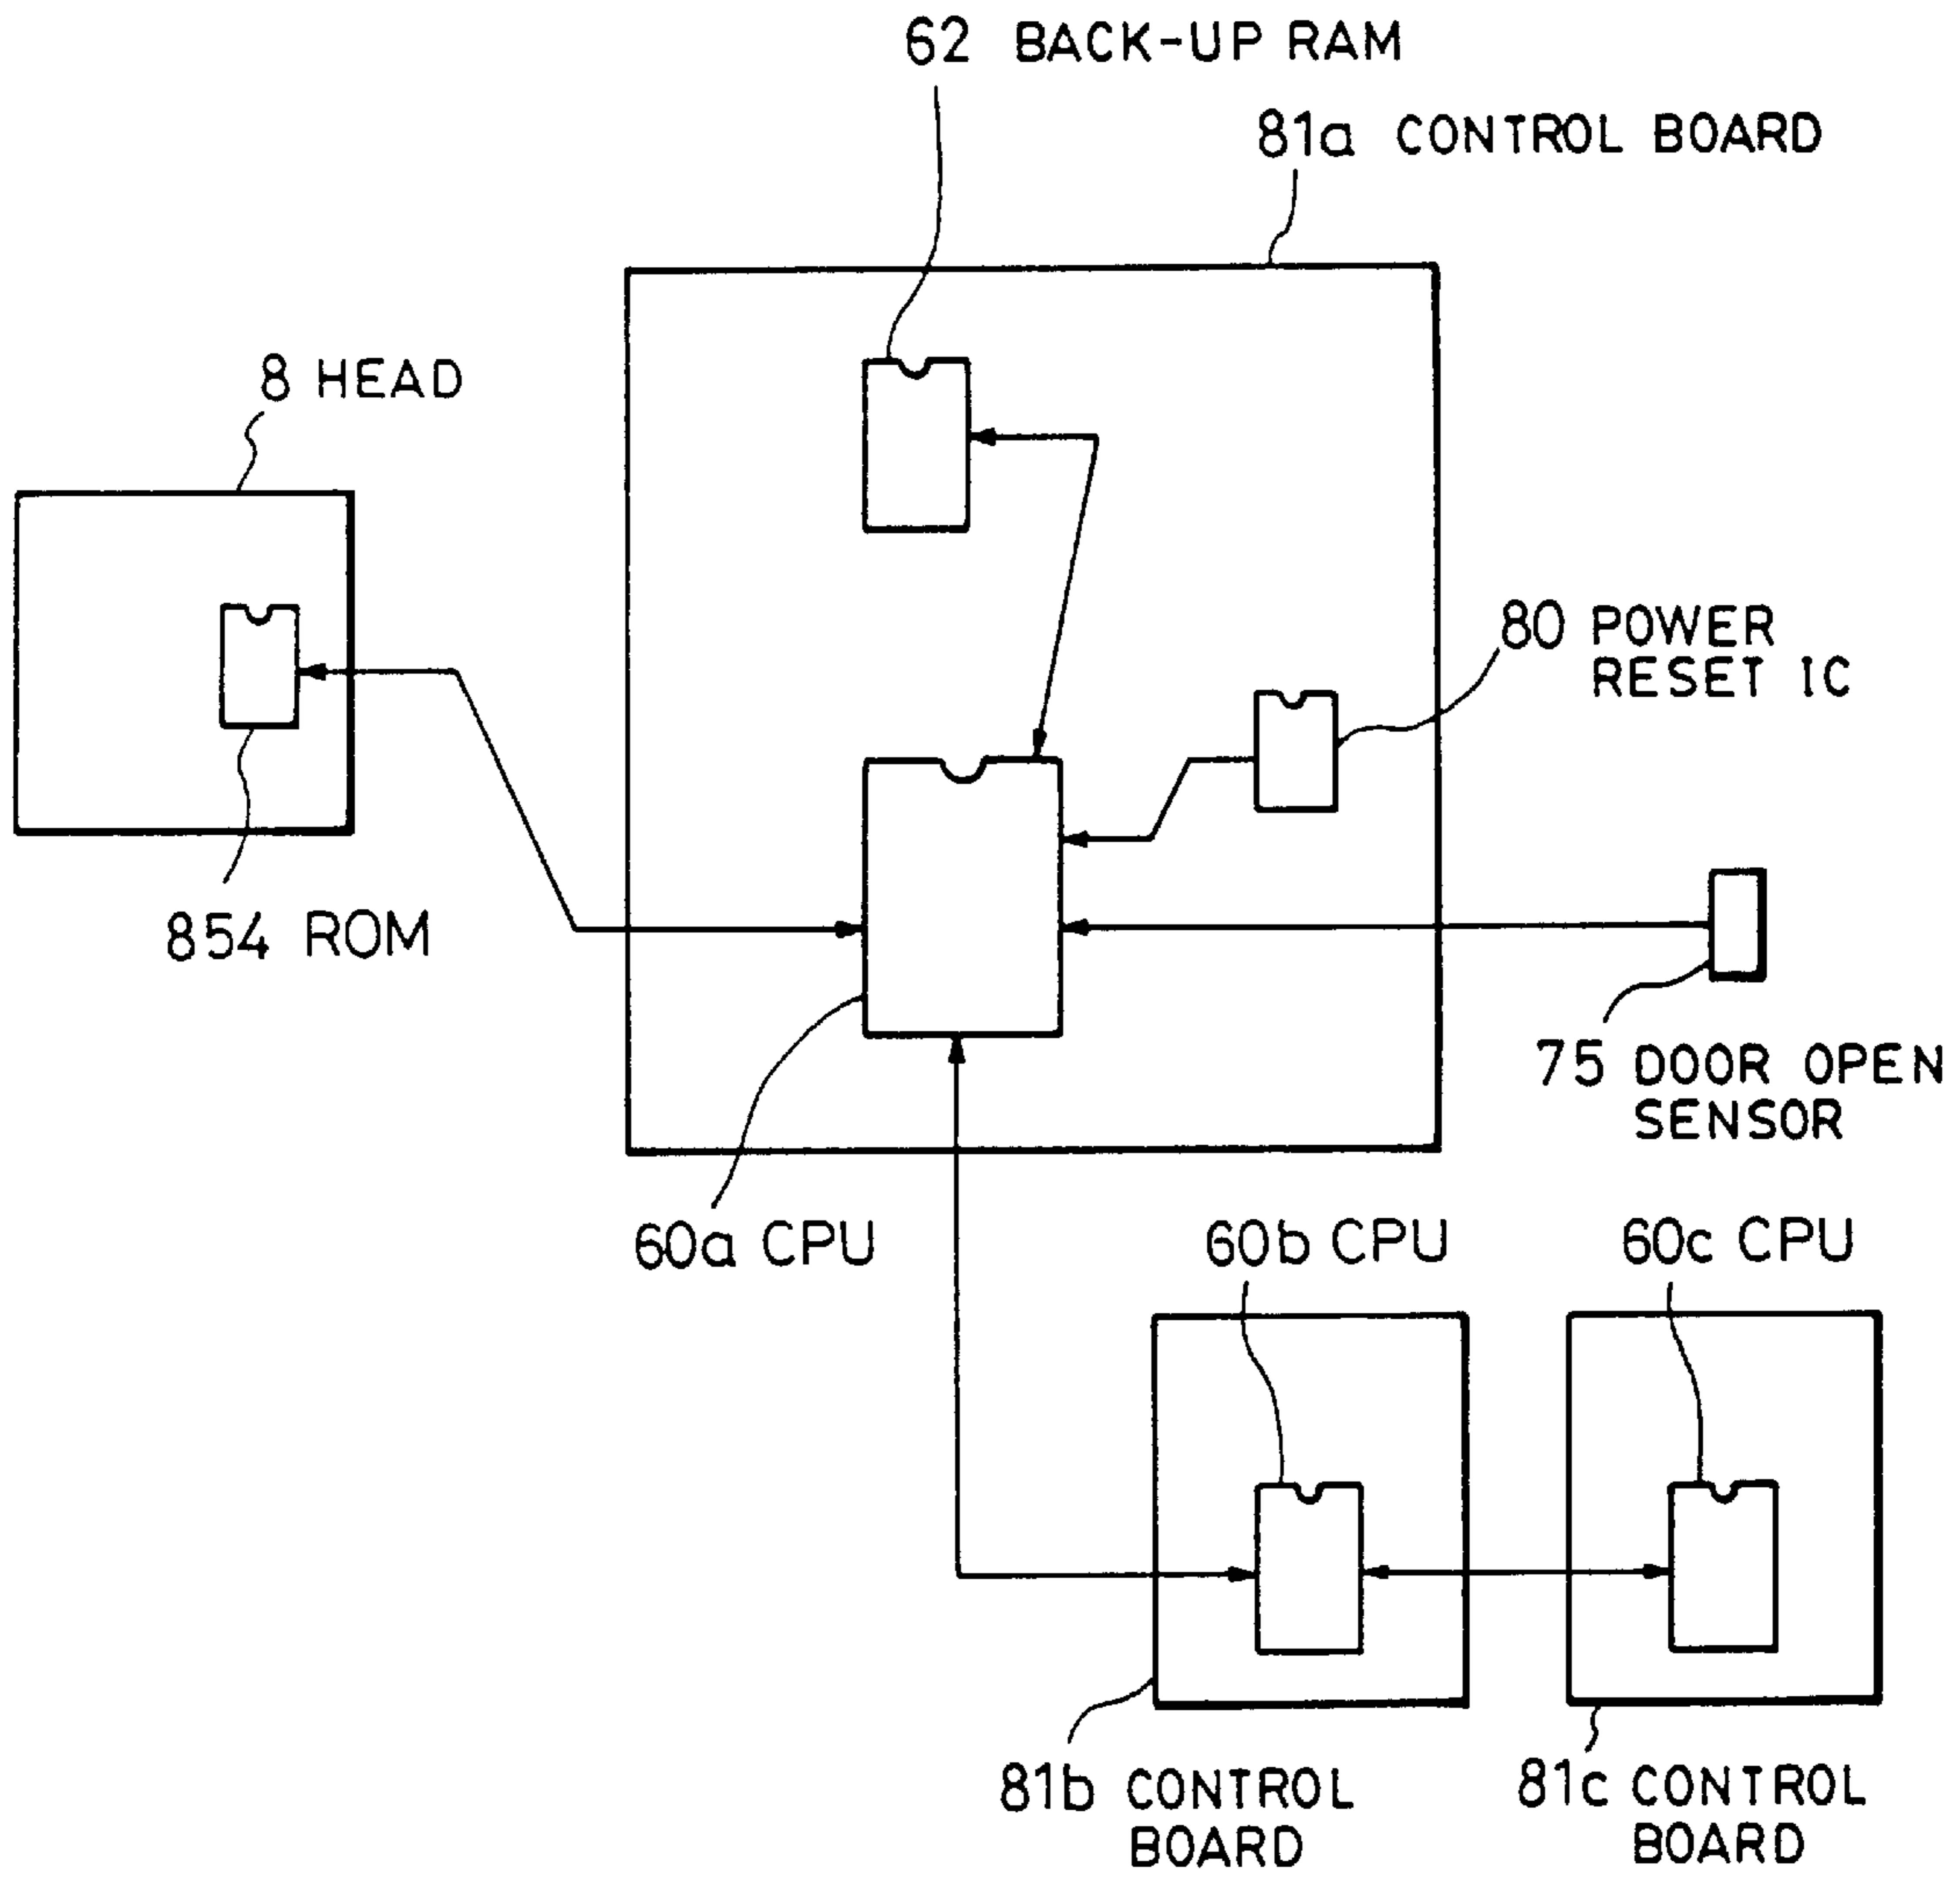 62 BACK-UP RAM
81a CONTROL BOARD
8 HEAD
80 POWER
RESET IC
854 ROM
75 DOOR OPEN
SENSOR
60a CPU
60b CPU
60c CPU
81b CONTROL
BOARD
81c CONTROL
BOARD